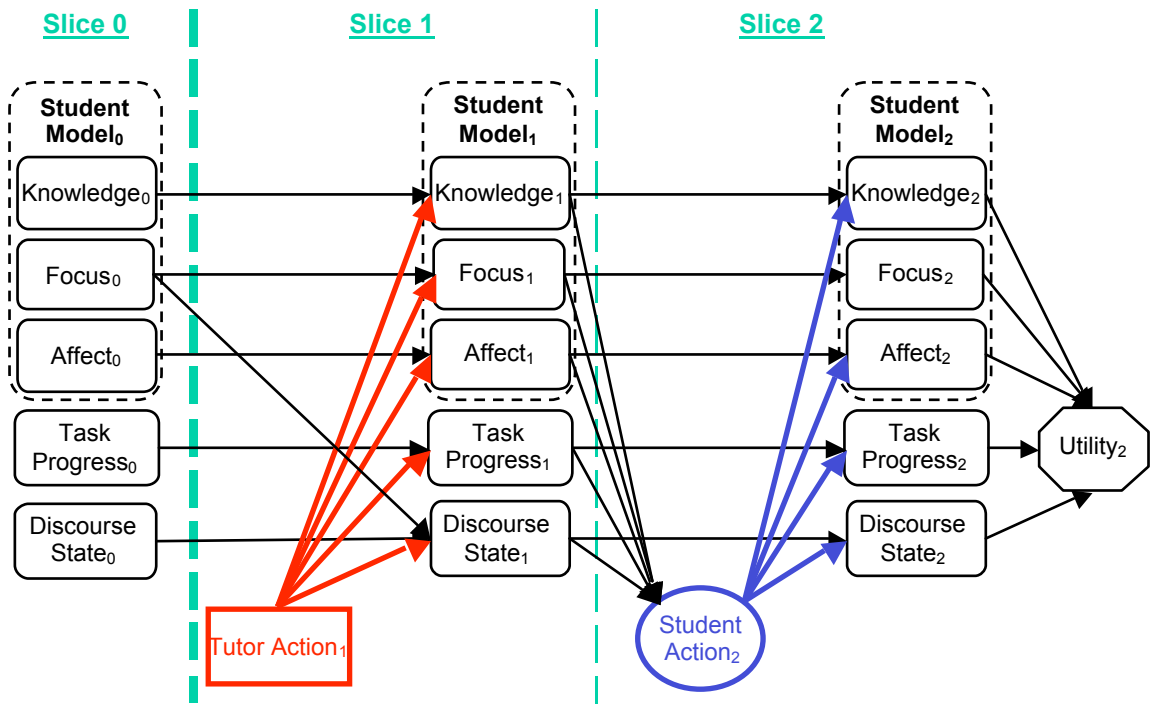 Slice 0
Slice 1
Slice 2
Student
Model₀
Student
Model₁
Student
Model₂
Knowledge₀
Knowledge₁
Knowledge₂
Focus₀
Focus₁
Focus₂
Affect₀
Affect₁
Affect₂
Task
Progress₀
Task
Progress₁
Task
Progress₂
Utility₂
Discourse
State₀
Discourse
State₁
Discourse
State₂
Tutor Action₁
Student
Action₂